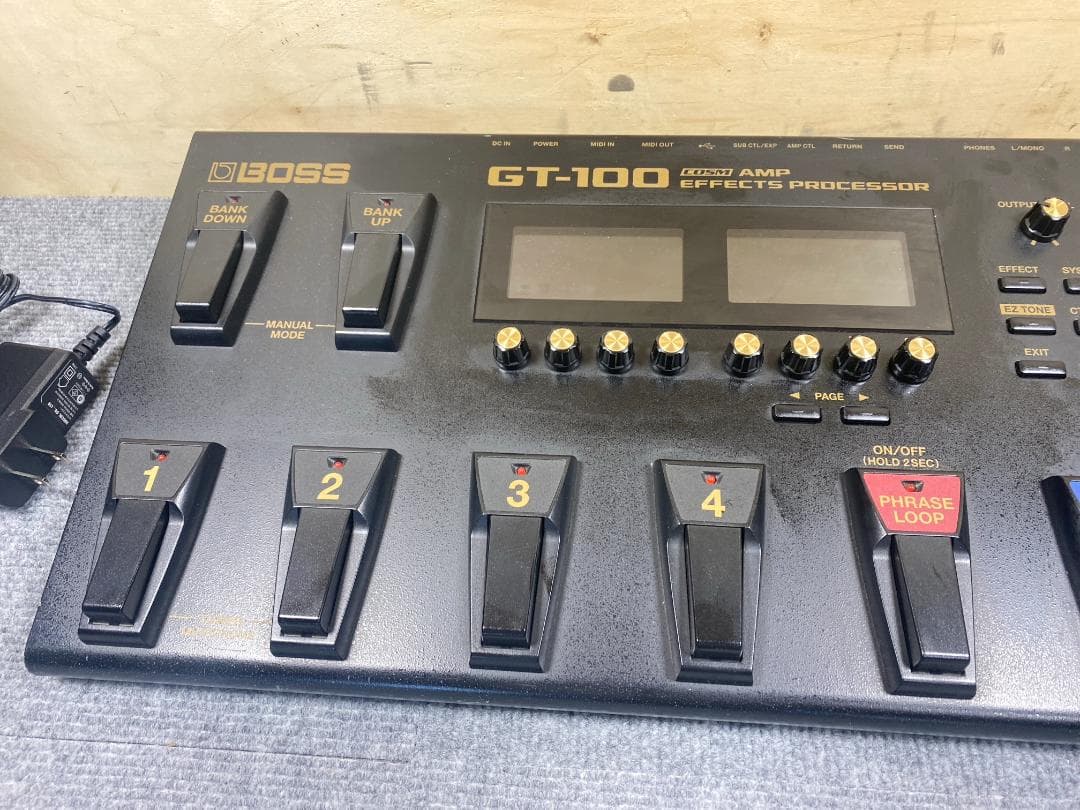 DC IN POWER MIDI IN MIDI OUT SUB CTL/EXP AMP CTL RETURN SEND PHONES L/MONO R
BOSS
GT-100 COSM AMP
EFFECTS PROCESSOR
BANK
DOWN
BANK
UP
MANUAL
MODE
OUTPUT
EFFECT
EZ TONE
EXIT
PAGE
ON/OFF
(HOLD 2SEC)
1
2
3
4
PHRASE
LOOP